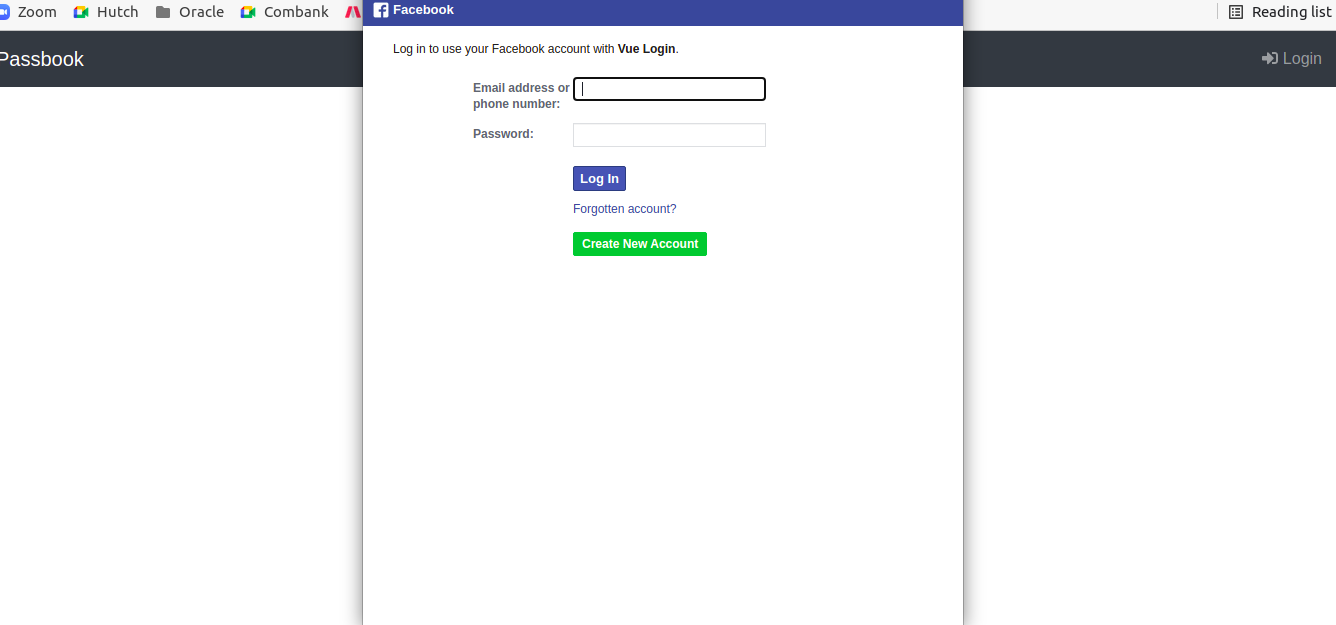 Zoom Hutch Oracle Combank Facebook Reading list
Passbook Login
Log in to use your Facebook account with Vue Login.
Email address or
phone number:
Password:
Log In
Forgotten account?
Create New Account